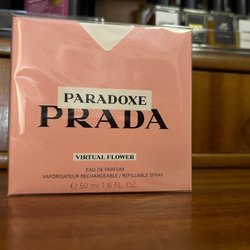 PARADOXE
PRADA
VIRTUAL FLOWER
EAU DE PARFUM
VAPORISATEUR RECHARGEABLE / REFILLABLE SPRAY
℮ 50 ml 1.6 FL. OZ.